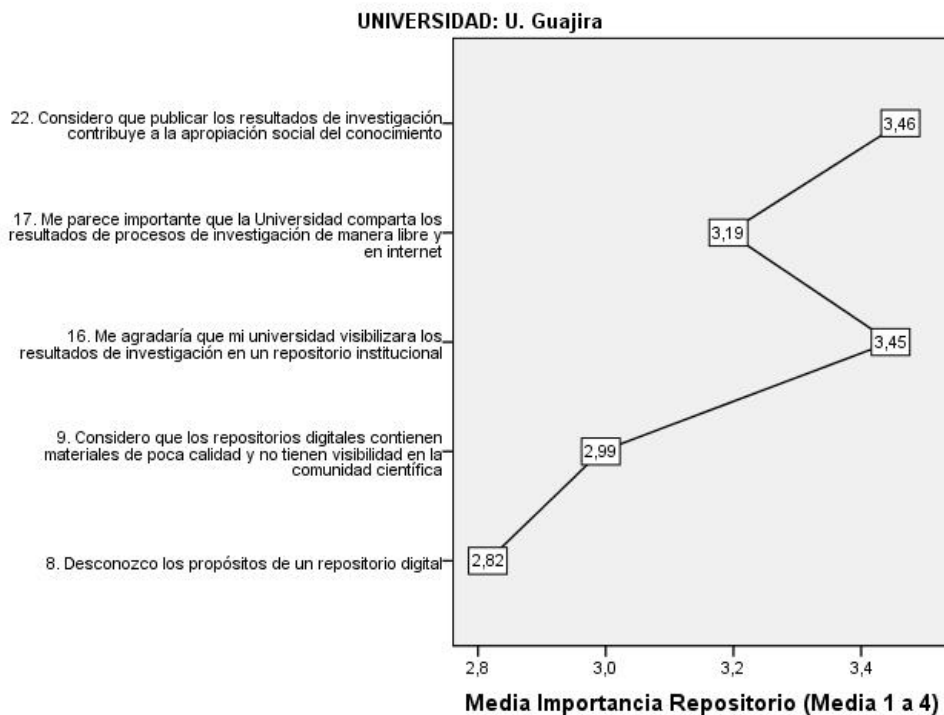 UNIVERSIDAD: U. Guajira
22. Considero que publicar los resultados de investigación
contribuye a la apropiación social del conocimiento
3,46
17. Me parece importante que la Universidad comparta los
resultados de procesos de investigación de manera libre y
en internet
3,19
16. Me agradaría que mi universidad visibilizara los
resultados de investigación en un repositorio institucional
3,45
9. Considero que los repositorios digitales contienen
materiales de poca calidad y no tienen visibilidad en la
comunidad científica
2,99
8. Desconozco los propósitos de un repositorio digital
2,82
2,8 3,0 3,2 3,4
Media Importancia Repositorio (Media 1 a 4)